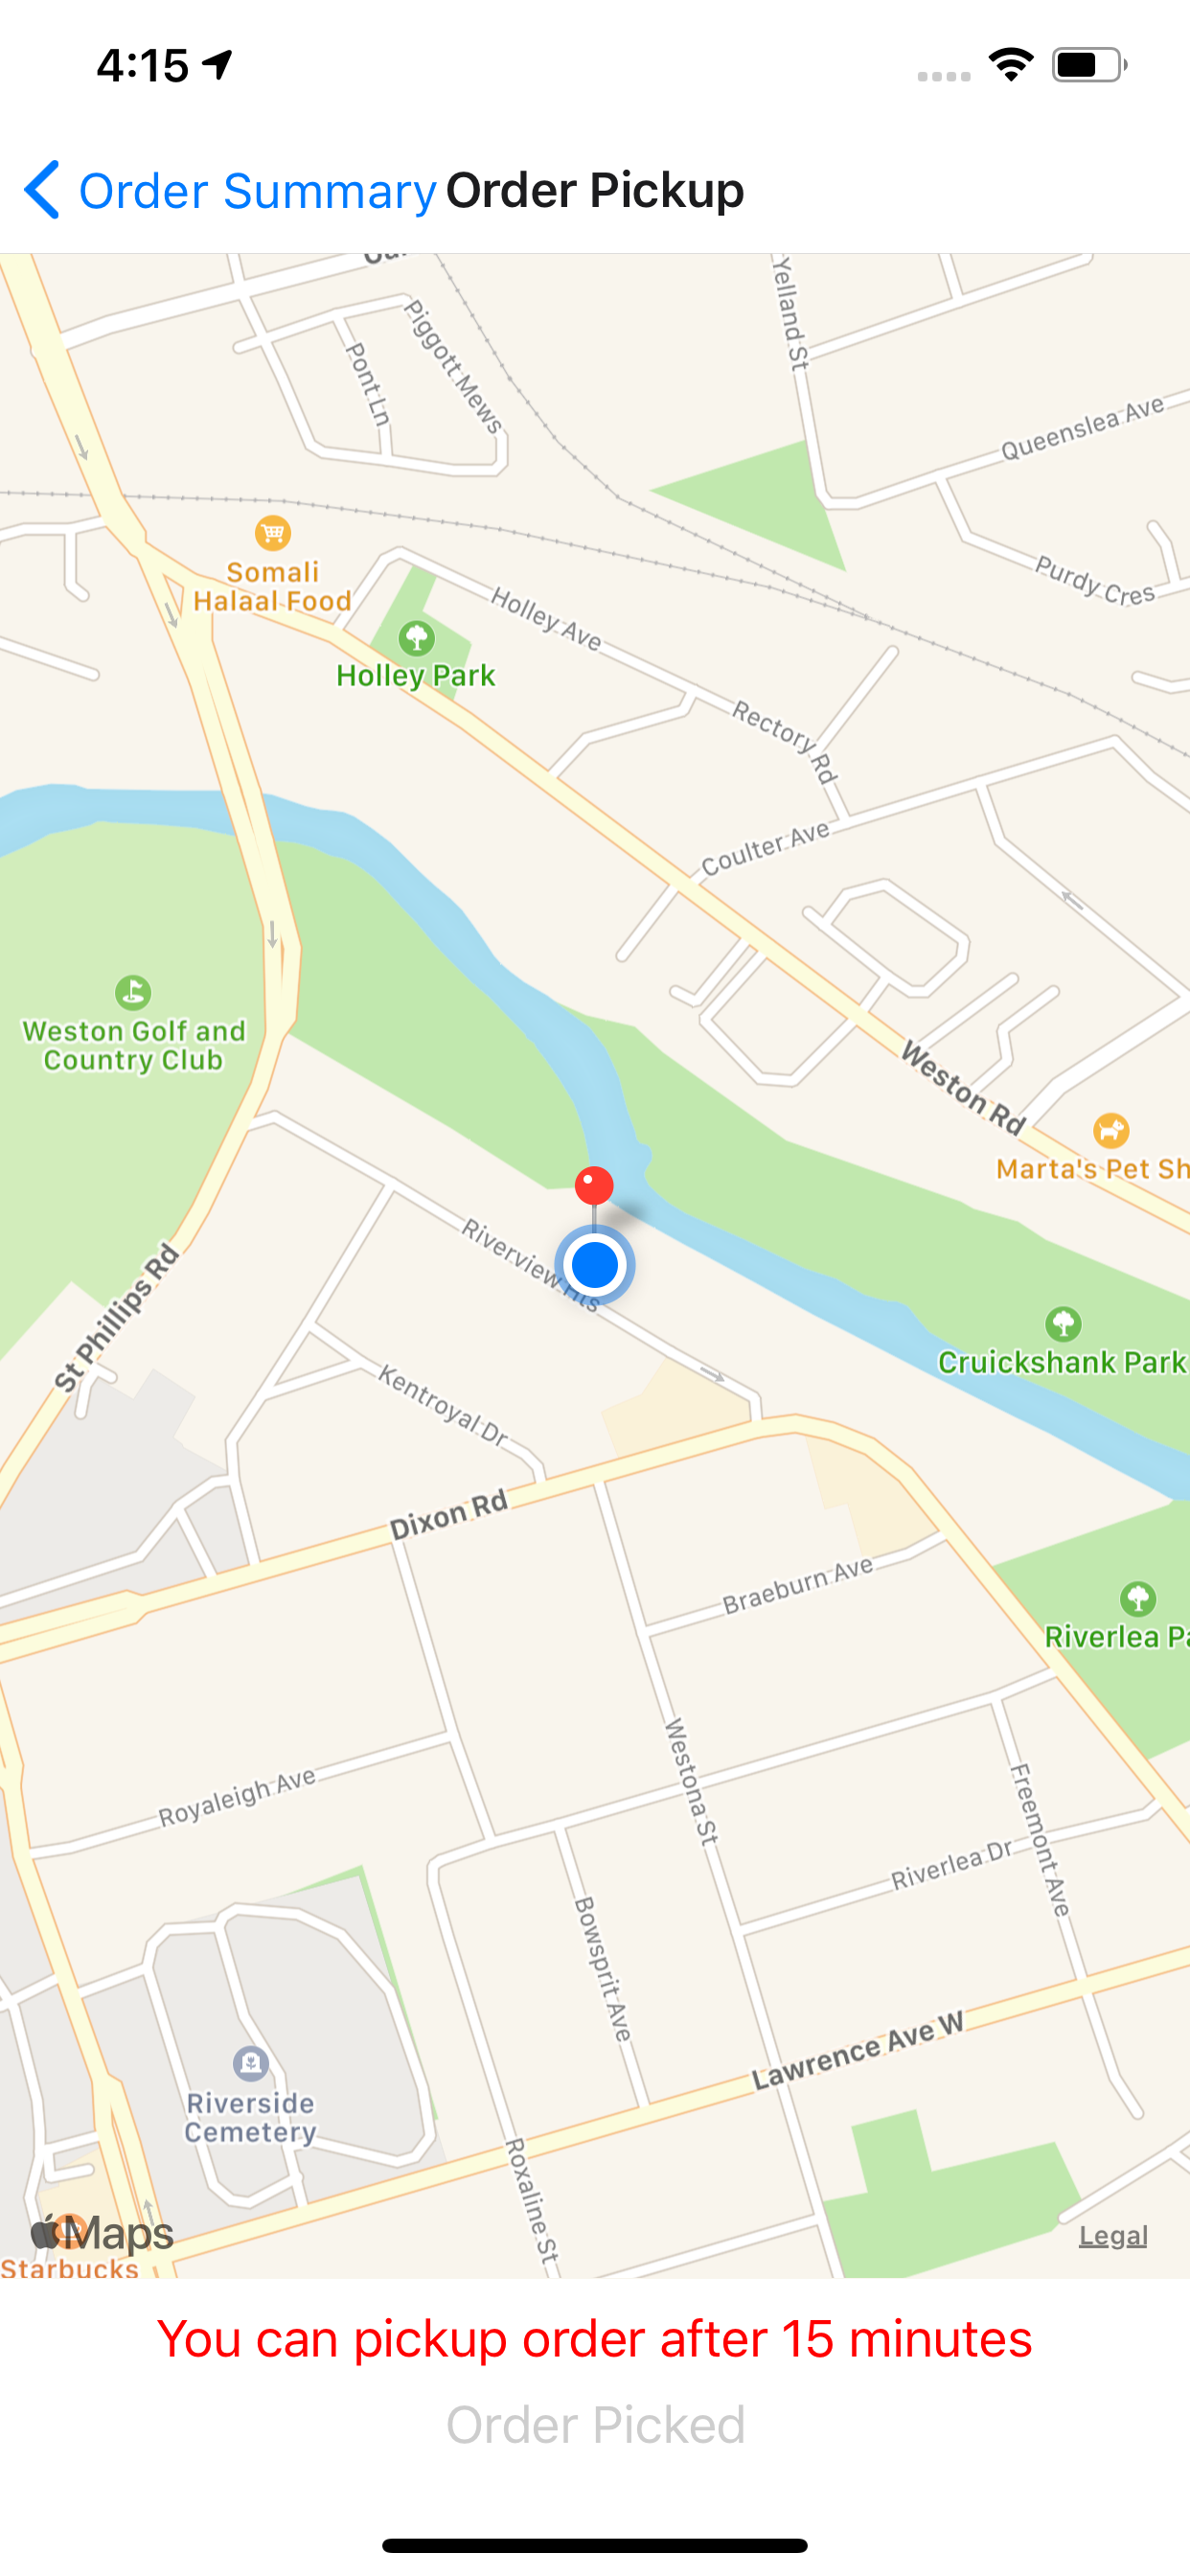 4:15
Order Summary Order Pickup
Yelland St
Piggott Mews
Pont Ln
Queenslea Ave
Somali
Halaal Food
Purdy Cres
Holley Ave
Holley Park
Rectory Rd
Coulter Ave
Weston Golf and
Country Club
Weston Rd
Marta's Pet Sh
Riverview Hts
St Phillips Rd
Cruickshank Park
Kentroyal Dr
Dixon Rd
Braeburn Ave
Riverlea Pa
Westona St
Royaleigh Ave
Freemont Ave
Riverlea Dr
Bowsprit Ave
Lawrence Ave W
Riverside
Cemetery
Roxaline St
Maps
Legal
Starbucks
You can pickup order after 15 minutes
Order Picked